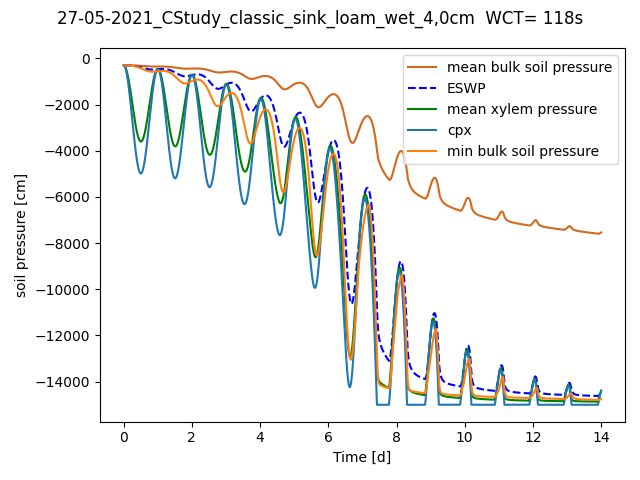 27-05-2021_CStudy_classic_sink_loam_wet_4,0cm  WCT= 118s
mean bulk soil pressure
ESWP
mean xylem pressure
cpx
min bulk soil pressure
soil pressure [cm]
0
−2000
−4000
−6000
−8000
−10000
−12000
−14000
0 2 4 6 8 10 12 14
Time [d]